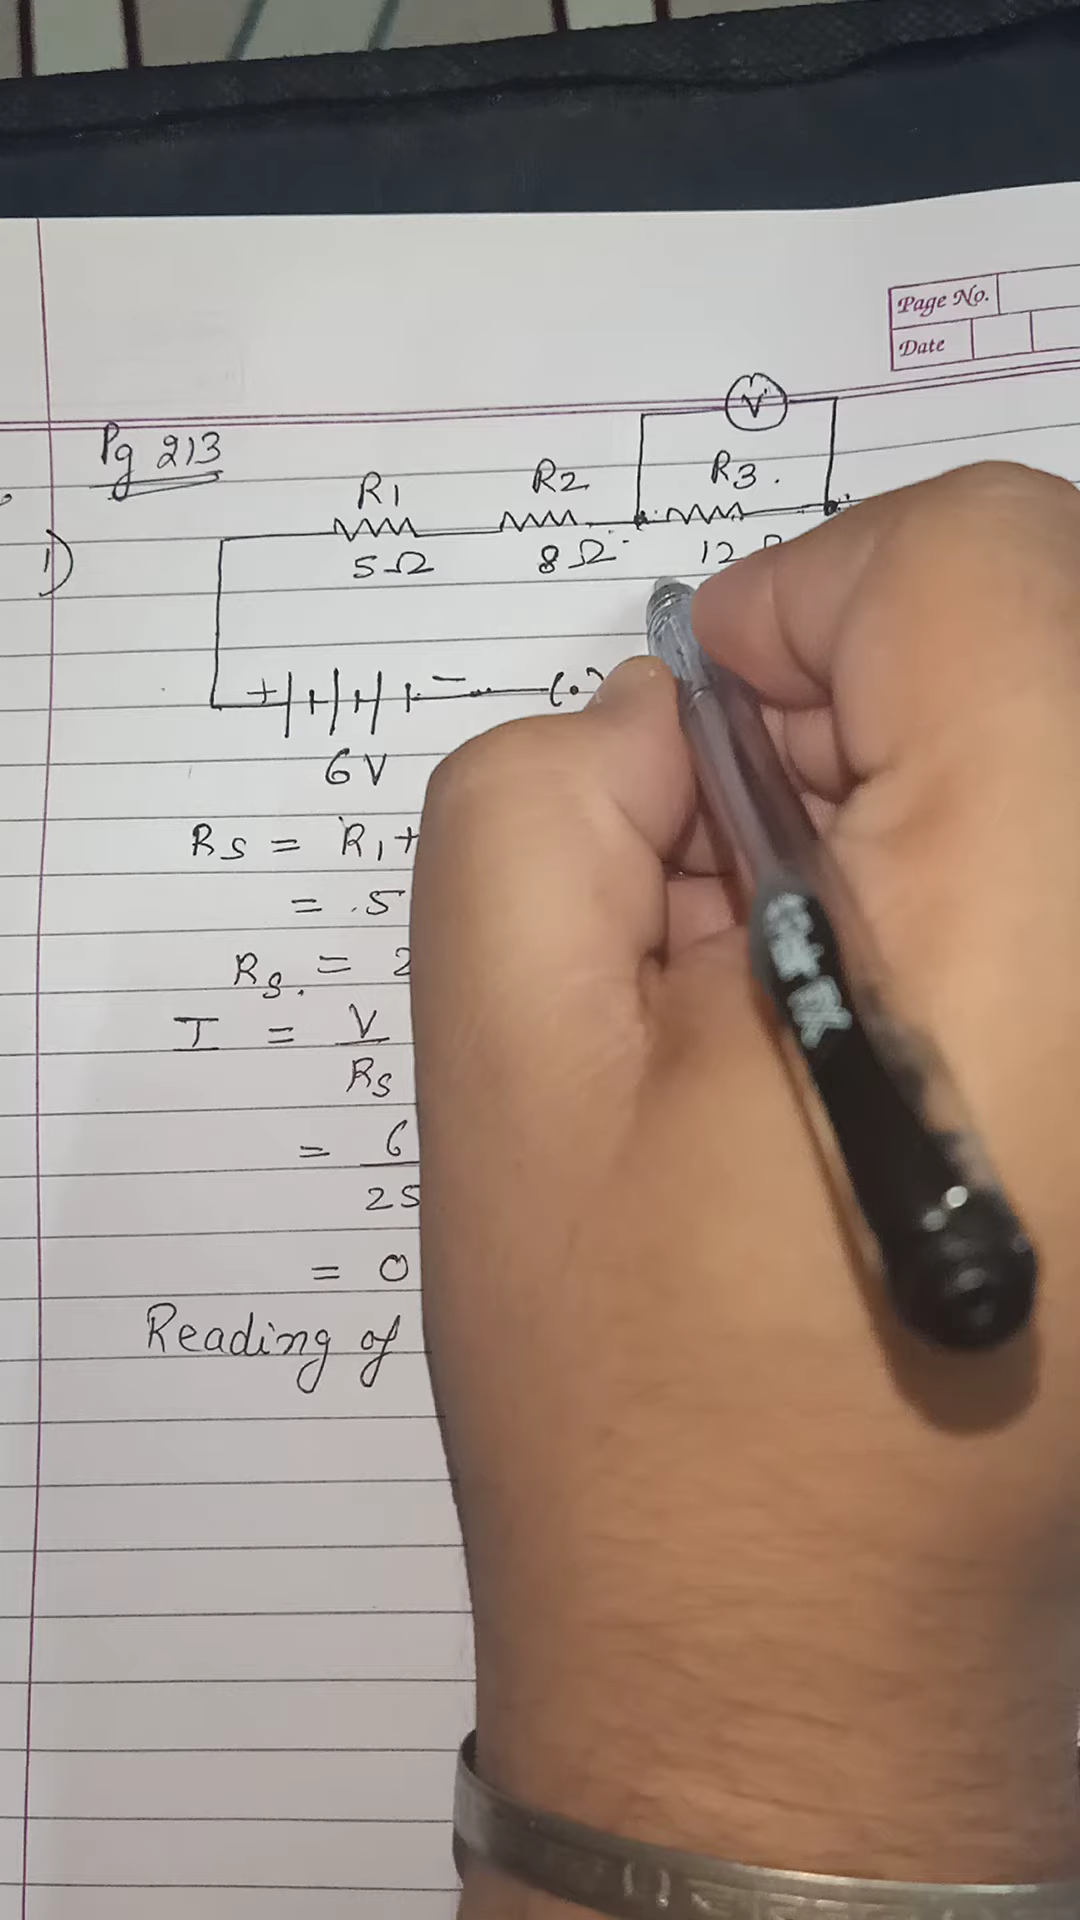 Page No.
Date
Pg 213
V
R1 R2 R3
1)
5Ω 8Ω 12
+ − (.)
6V
Rs = R1+
= 5
Rs. = 2
I = V
Rs
= 6
25
= 0
Reading of